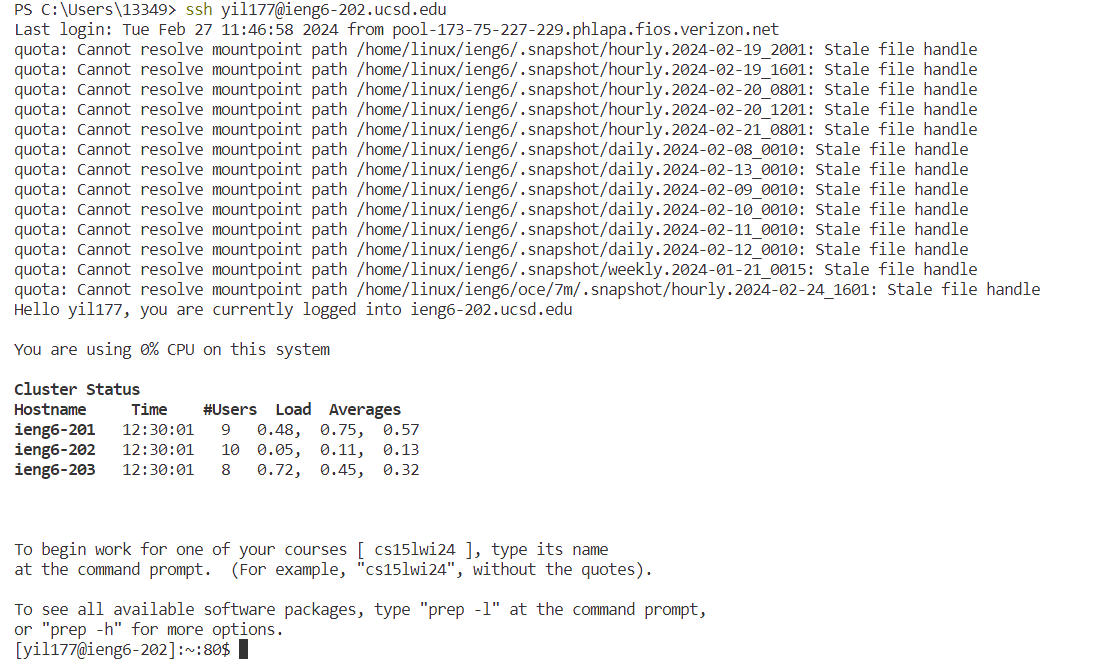 PS C:\Users\13349> ssh yil177@ieng6-202.ucsd.edu
Last login: Tue Feb 27 11:46:58 2024 from pool-173-75-227-229.phlapa.fios.verizon.net
quota: Cannot resolve mountpoint path /home/linux/ieng6/.snapshot/hourly.2024-02-19_2001: Stale file handle
quota: Cannot resolve mountpoint path /home/linux/ieng6/.snapshot/hourly.2024-02-19_1601: Stale file handle
quota: Cannot resolve mountpoint path /home/linux/ieng6/.snapshot/hourly.2024-02-20_0801: Stale file handle
quota: Cannot resolve mountpoint path /home/linux/ieng6/.snapshot/hourly.2024-02-20_1201: Stale file handle
quota: Cannot resolve mountpoint path /home/linux/ieng6/.snapshot/hourly.2024-02-21_0801: Stale file handle
quota: Cannot resolve mountpoint path /home/linux/ieng6/.snapshot/daily.2024-02-08_0010: Stale file handle
quota: Cannot resolve mountpoint path /home/linux/ieng6/.snapshot/daily.2024-02-13_0010: Stale file handle
quota: Cannot resolve mountpoint path /home/linux/ieng6/.snapshot/daily.2024-02-09_0010: Stale file handle
quota: Cannot resolve mountpoint path /home/linux/ieng6/.snapshot/daily.2024-02-10_0010: Stale file handle
quota: Cannot resolve mountpoint path /home/linux/ieng6/.snapshot/daily.2024-02-11_0010: Stale file handle
quota: Cannot resolve mountpoint path /home/linux/ieng6/.snapshot/daily.2024-02-12_0010: Stale file handle
quota: Cannot resolve mountpoint path /home/linux/ieng6/.snapshot/weekly.2024-01-21_0015: Stale file handle
quota: Cannot resolve mountpoint path /home/linux/ieng6/oce/7m/.snapshot/hourly.2024-02-24_1601: Stale file handle
Hello yil177, you are currently logged into ieng6-202.ucsd.edu
You are using 0% CPU on this system
Cluster Status
Hostname     Time    #Users  Load  Averages
ieng6-201   12:30:01   9   0.48,  0.75,  0.57
ieng6-202   12:30:01   10  0.05,  0.11,  0.13
ieng6-203   12:30:01   8   0.72,  0.45,  0.32
To begin work for one of your courses [ cs15lwi24 ], type its name
at the command prompt.  (For example, "cs15lwi24", without the quotes).
To see all available software packages, type "prep -l" at the command prompt,
or "prep -h" for more options.
[yil177@ieng6-202]:~:80$